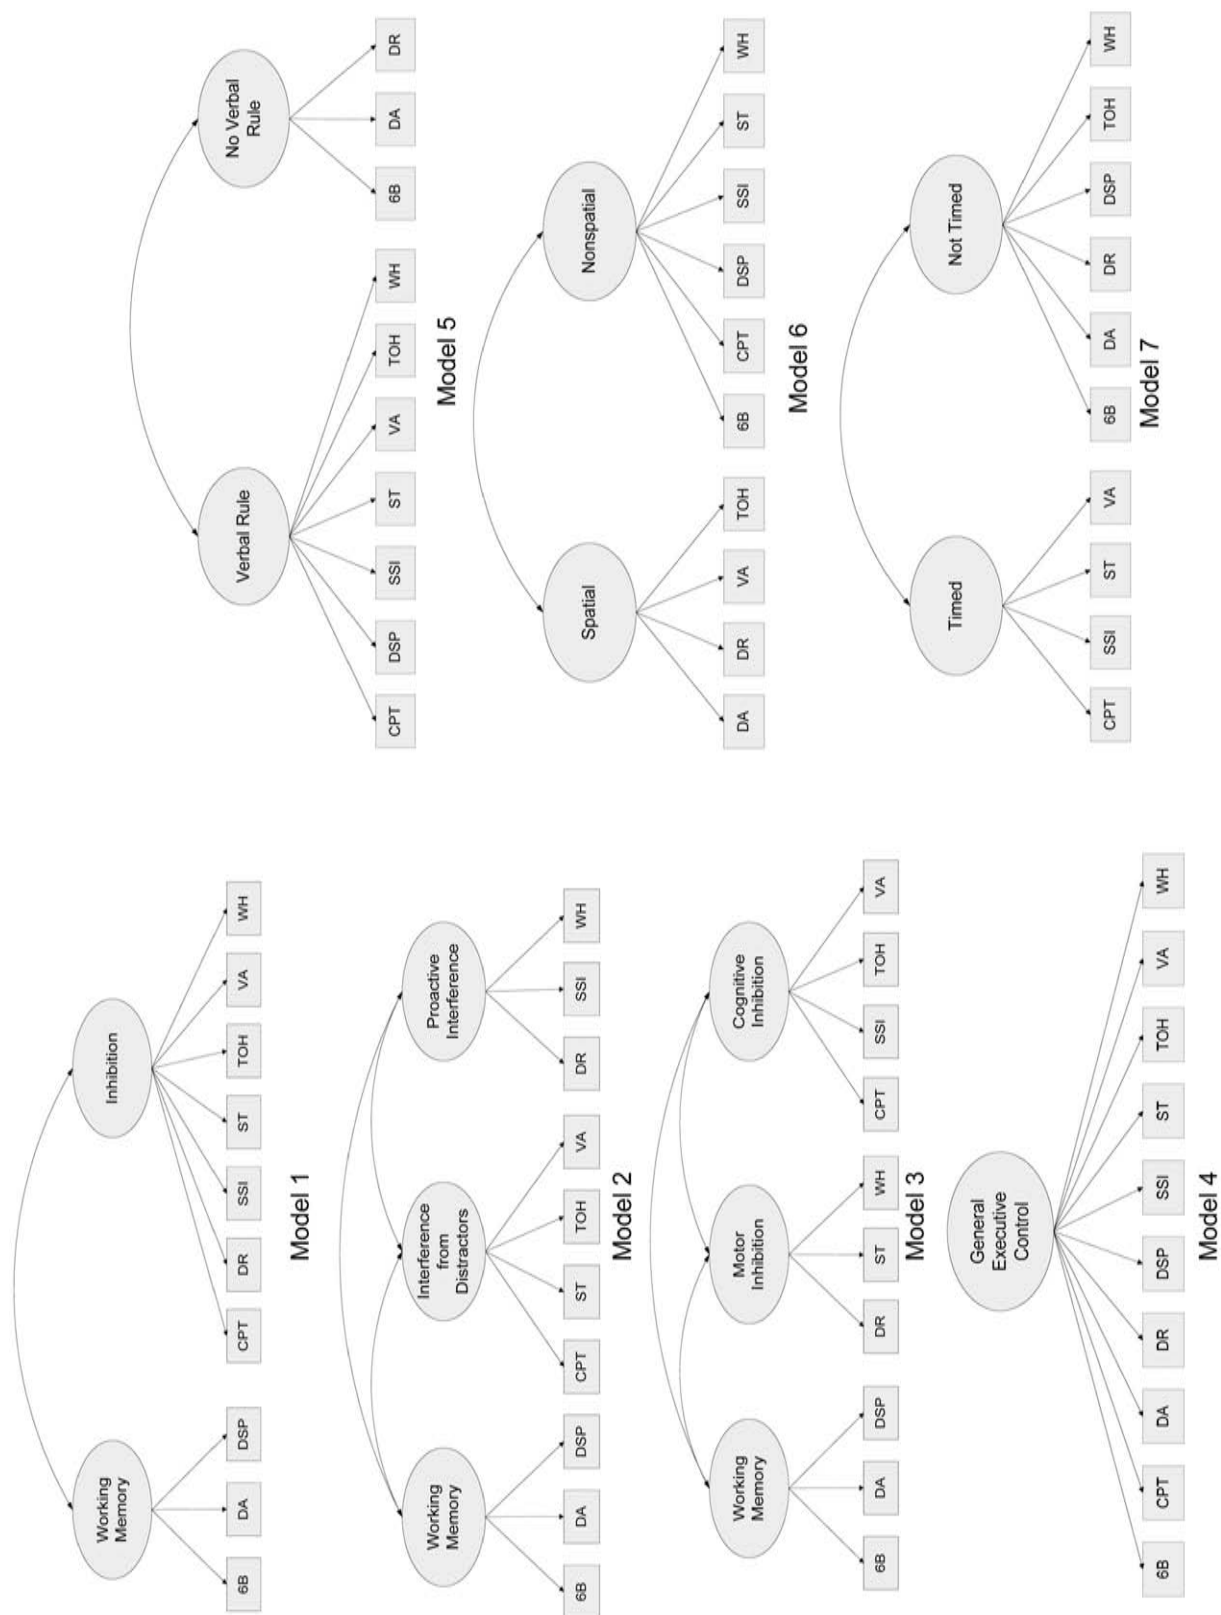 Working
Memory
Inhibition
6B DA DSP CPT DR SSI ST TOH VA WH
Model 1
Working
Memory
Interference
from
Distractors
Proactive
Interference
6B DA DSP CPT ST TOH VA DR SSI WH
Model 2
Working
Memory
Motor
Inhibition
Cognitive
Inhibition
6B DA DSP DR ST WH CPT SSI TOH VA
Model 3
General
Executive
Control
6B CPT DA DR DSP SSI ST TOH VA WH
Model 4
Verbal Rule
No Verbal
Rule
CPT DSP SSI ST VA TOH WH 6B DA DR
Model 5
Spatial
Nonspatial
DA DR VA TOH 6B CPT DSP SSI ST WH
Model 6
Timed
Not Timed
CPT SSI ST VA 6B DA DR DSP TOH WH
Model 7